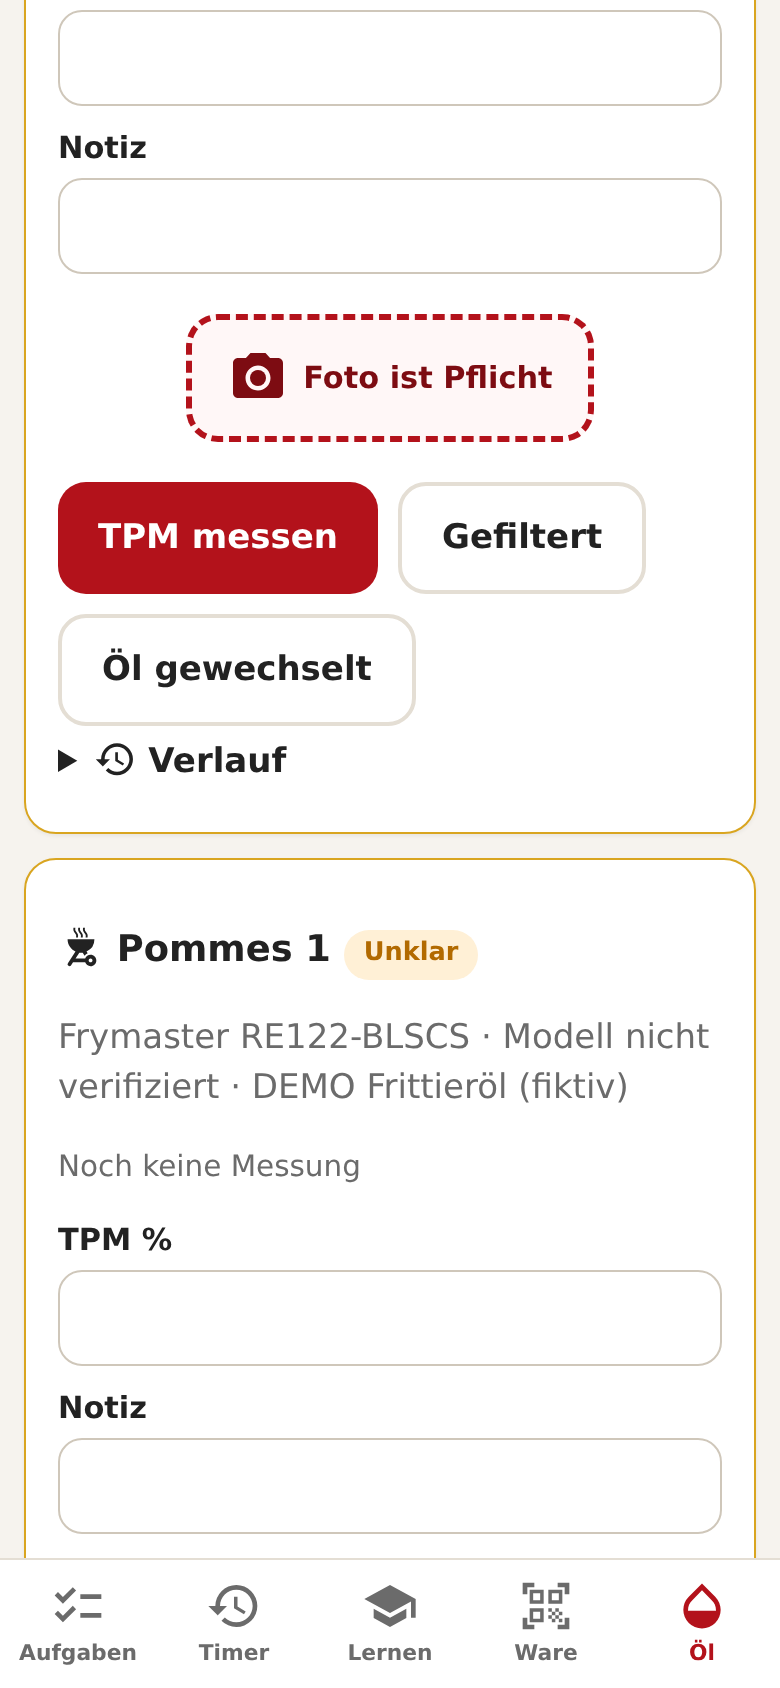 Notiz
Foto ist Pflicht
TPM messen
Gefiltert
Öl gewechselt
Verlauf
Pommes 1
Unklar
Frymaster RE122-BLSCS · Modell nicht
verifiziert · DEMO Frittieröl (fiktiv)
Noch keine Messung
TPM %
Notiz
Aufgaben
Timer
Lernen
Ware
Öl